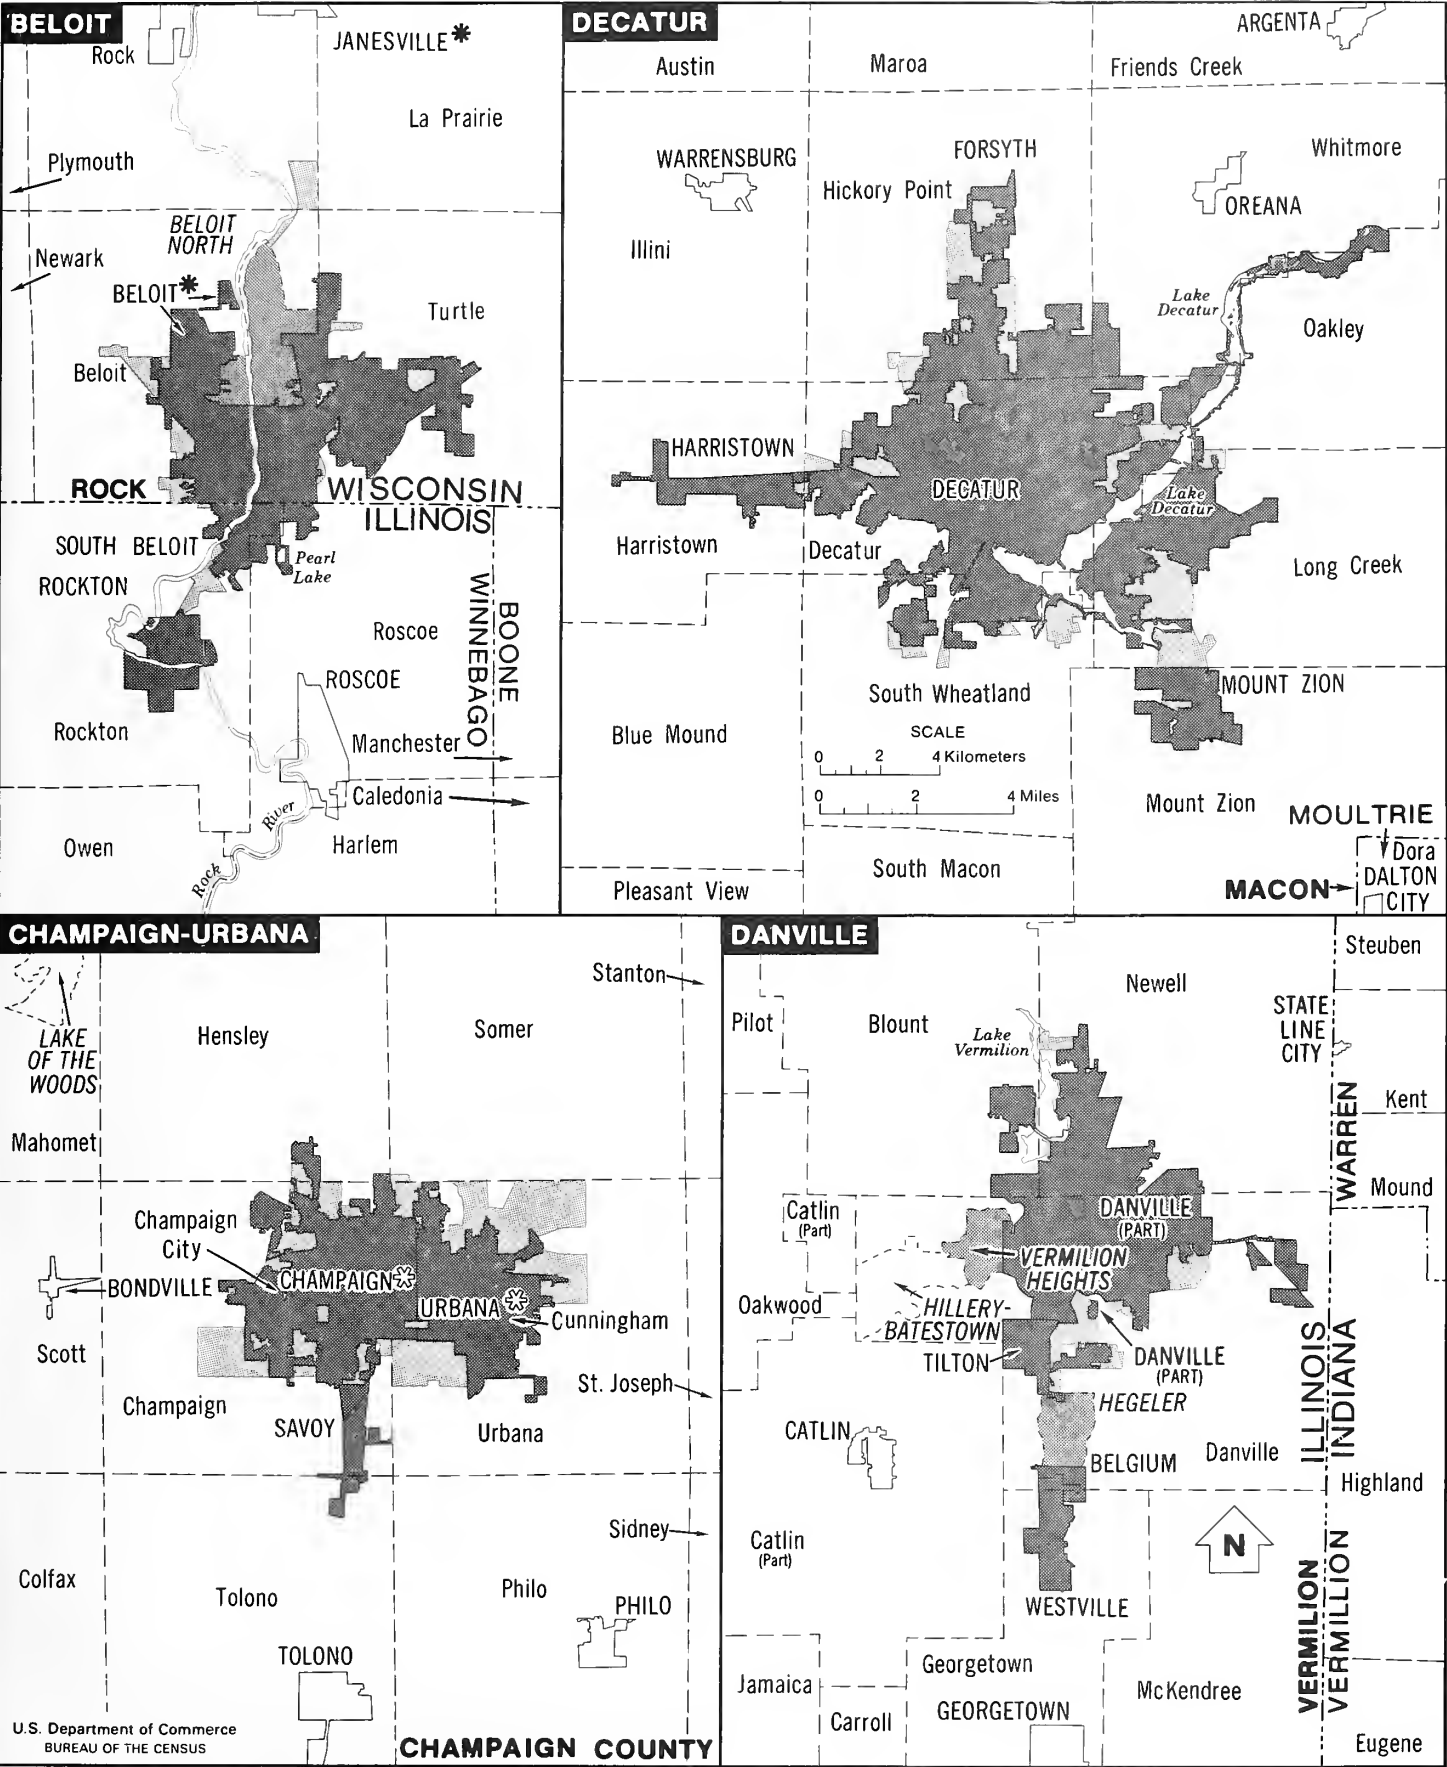 BELOIT
Rock
JANESVILLE*
La Prairie
Plymouth
BELOIT
NORTH
Newark
BELOIT*
Turtle
Beloit
ROCK
WISCONSIN
ILLINOIS
SOUTH BELOIT
Pearl
Lake
ROCKTON
WINNEBAGO
BOONE
Roscoe
ROSCOE
Rockton
Manchester
Caledonia
Owen
Rock River
Harlem
DECATUR
ARGENTA
Austin
Maroa
Friends Creek
WARRENSBURG
FORSYTH
Whitmore
Hickory Point
OREANA
Illini
Lake
Decatur
Oakley
HARRISTOWN
DECATUR
Lake
Decatur
Harristown
Decatur
Long Creek
South Wheatland
MOUNT ZION
Blue Mound
SCALE
0 2 4 Kilometers
0 2 4 Miles
Mount Zion
MOULTRIE
South Macon
Dora
DALTON
CITY
Pleasant View
MACON
CHAMPAIGN-URBANA
Stanton
LAKE
OF THE
WOODS
Hensley
Somer
Mahomet
Champaign
City
BONDVILLE
CHAMPAIGN*
URBANA*
Cunningham
Scott
St. Joseph
Champaign
SAVOY
Urbana
Sidney
Colfax
Tolono
Philo
PHILO
TOLONO
U.S. Department of Commerce
BUREAU OF THE CENSUS
CHAMPAIGN COUNTY
DANVILLE
Steuben
Newell
Pilot
Blount
Lake
Vermilion
STATE
LINE
CITY
WARREN
Kent
Mound
Catlin
(Part)
DANVILLE
(PART)
VERMILION
HEIGHTS
Oakwood
HILLERY-
BATESTOWN
TILTON
DANVILLE
(PART)
ILLINOIS
INDIANA
HEGELER
CATLIN
BELGIUM
Danville
Highland
N
Catlin
(Part)
VERMILION
VERMILLION
WESTVILLE
Georgetown
Jamaica
GEORGETOWN
McKendree
Carroll
Eugene